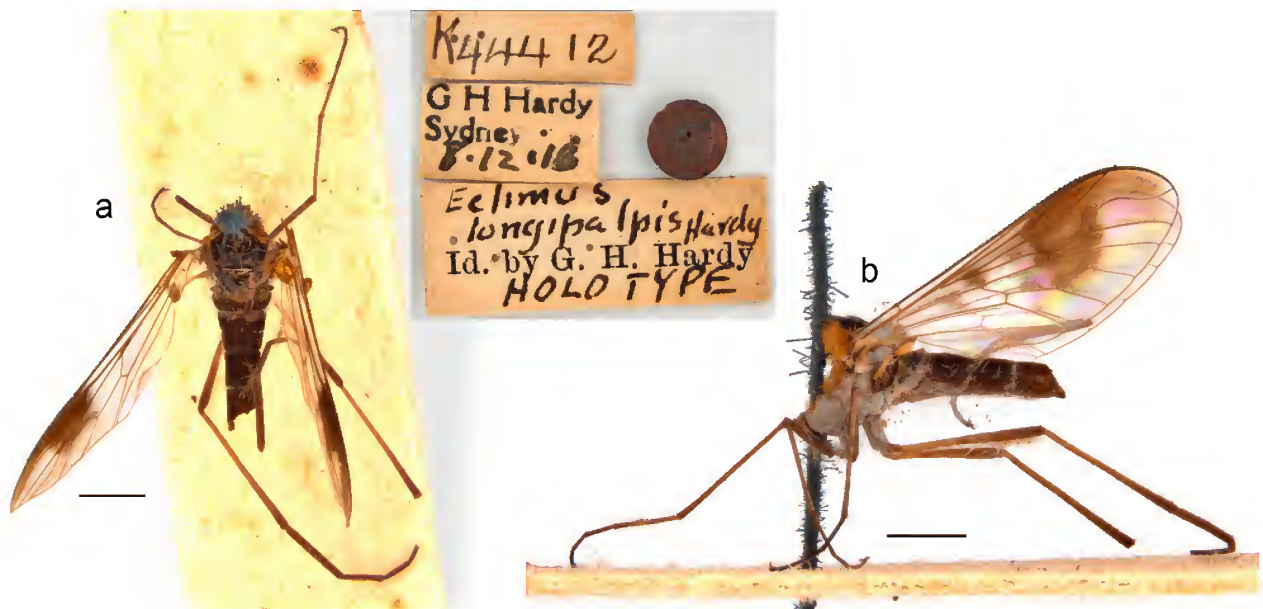 K44412
G H Hardy
Sydney.
8.12.18
Eclimus
longipalpis Hardy
Id. by G. H. Hardy
HOLOTYPE
a
b